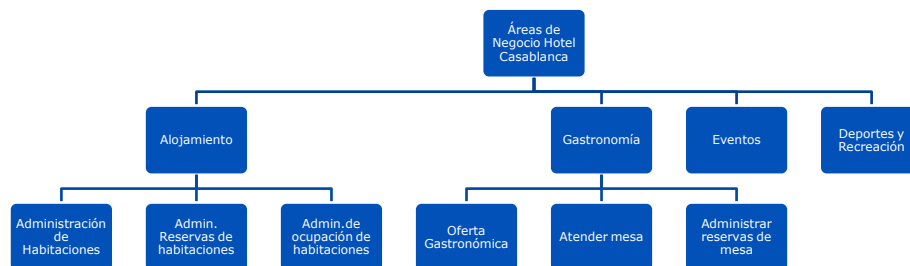 Áreas de
Negocio Hotel
Casablanca
Alojamiento
Gastronomía
Eventos
Deportes y
Recreación
Administración
de
Habitaciones
Admin.
Reservas de
habitaciones
Admin.de
ocupación de
habitaciones
Oferta
Gastronómica
Atender mesa
Administrar
reservas de
mesa